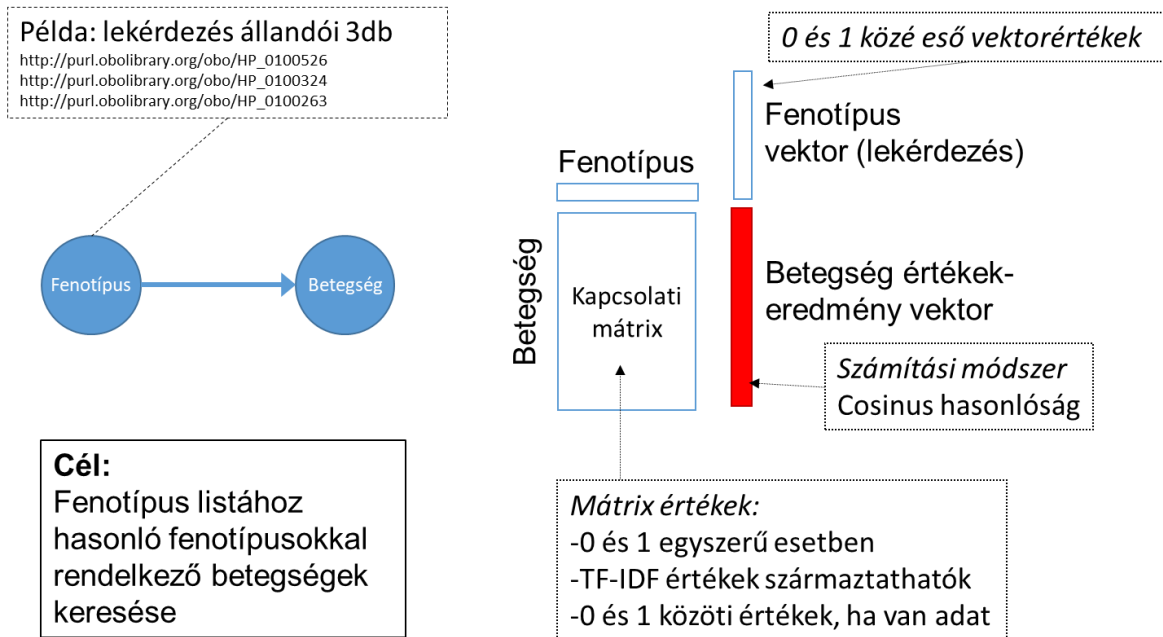 Példa: lekérdezés állandói 3db
http://purl.obolibrary.org/obo/HP_0100526
http://purl.obolibrary.org/obo/HP_0100324
http://purl.obolibrary.org/obo/HP_0100263
Fenotípus
Betegség
Cél:
Fenotípus listához
hasonló fenotípusokkal
rendelkező betegségek
keresése
0 és 1 közé eső vektorértékek
Fenotípus
vektor (lekérdezés)
Fenotípus
Betegség
Kapcsolati
mátrix
Betegség értékek-
eredmény vektor
Számítási módszer
Cosinus hasonlóság
Mátrix értékek:
-0 és 1 egyszerű esetben
-TF-IDF értékek származtathatók
-0 és 1 közöti értékek, ha van adat